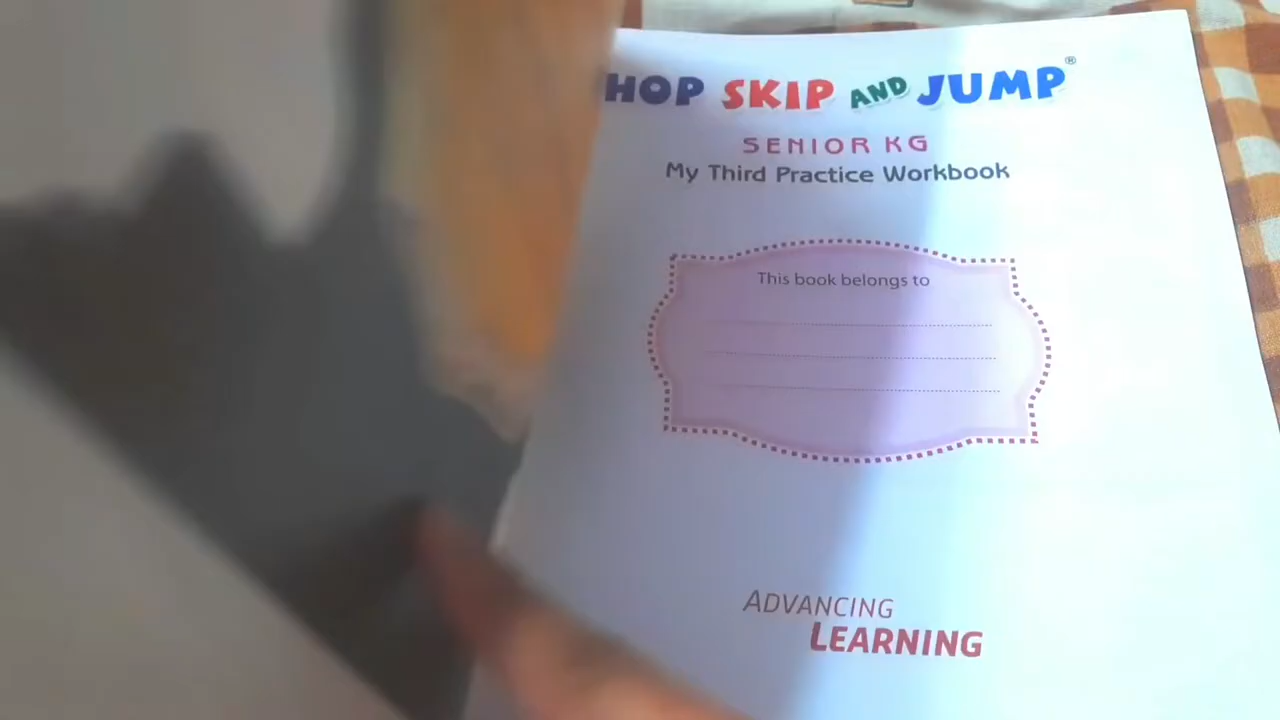 HOP SKIP AND JUMP®
SENIOR KG
My Third Practice Workbook
This book belongs to
ADVANCING
LEARNING